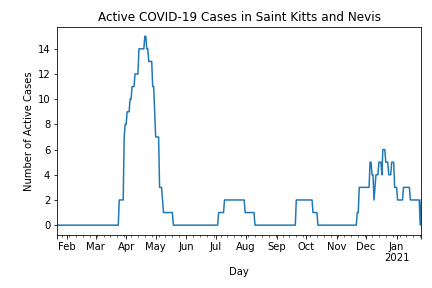 Active COVID-19 Cases in Saint Kitts and Nevis
Number of Active Cases
14
12
10
8
6
4
2
0
Feb Mar Apr May Jun Jul Aug Sep Oct Nov Dec Jan
2021
Day